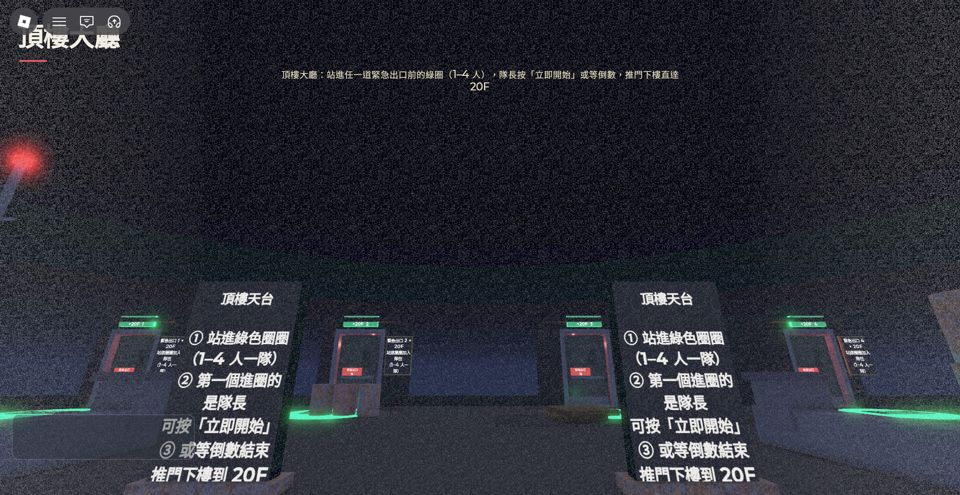 頂樓大廳
頂樓大廳：站進任一道緊急出口前的綠圈（1–4 人），隊長按「立即開始」或等倒數，推門下樓直達
20F
頂樓天台
① 站進綠色圈圈
（1–4 人一隊）
② 第一個進圈的
是隊長
可按「立即開始」
③ 或等倒數結束
推門下樓到 20F
頂樓天台
① 站進綠色圈圈
（1–4 人一隊）
② 第一個進圈的
是隊長
可按「立即開始」
③ 或等倒數結束
推門下樓到 20F